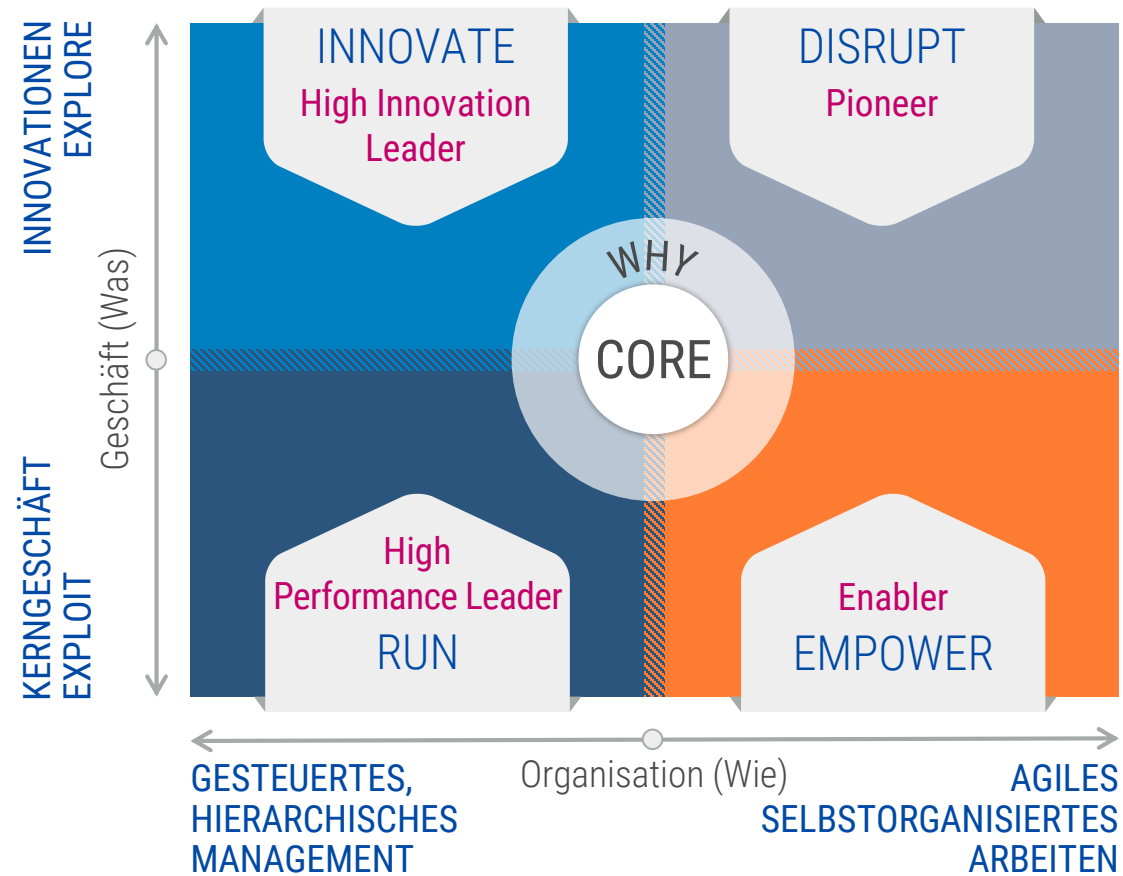 INNOVATIONEN
EXPLORE
Geschäft (Was)
KERNGESCHÄFT
EXPLOIT
INNOVATE
High Innovation
Leader
DISRUPT
Pioneer
WHY
CORE
High
Performance Leader
RUN
Enabler
EMPOWER
Organisation (Wie)
GESTEUERTES,
HIERARCHISCHES
MANAGEMENT
AGILES
SELBSTORGANISIERTES
ARBEITEN